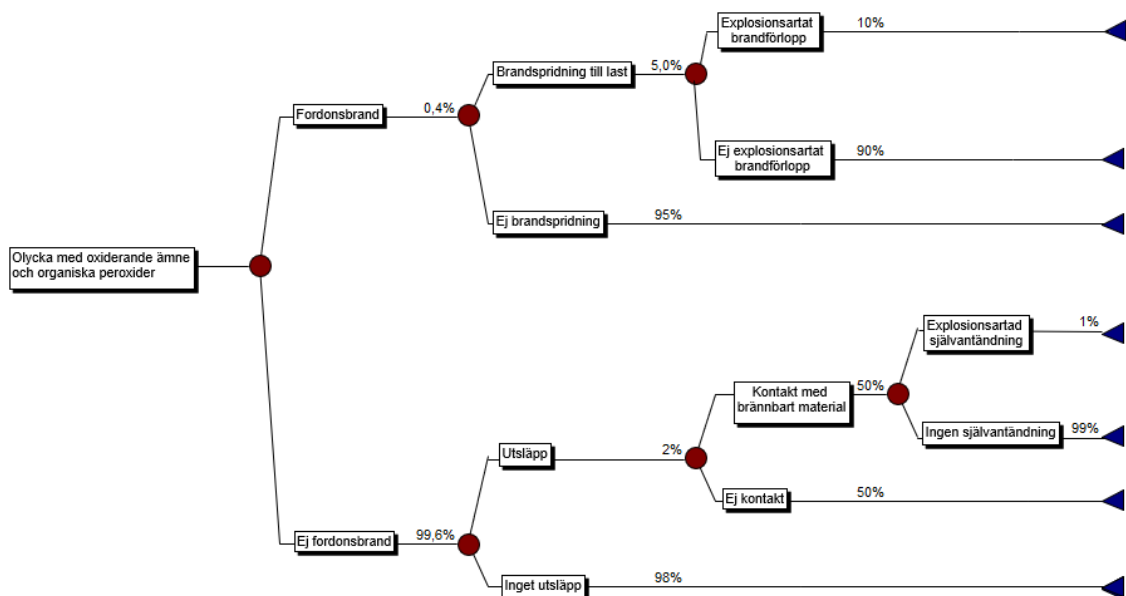 Explosionsartat
brandförlopp
10%
Brandspridning till last
5,0%
Fordonsbrand
0,4%
Ej explosionsartat
brandförlopp
90%
Ej brandspridning
95%
Olycka med oxiderande ämne
och organiska peroxider
Explosionsartad
självantändning
1%
Kontakt med
brännbart material
50%
Ingen självantändning
99%
Utsläpp
2%
Ej kontakt
50%
Ej fordonsbrand
99,6%
Inget utsläpp
98%